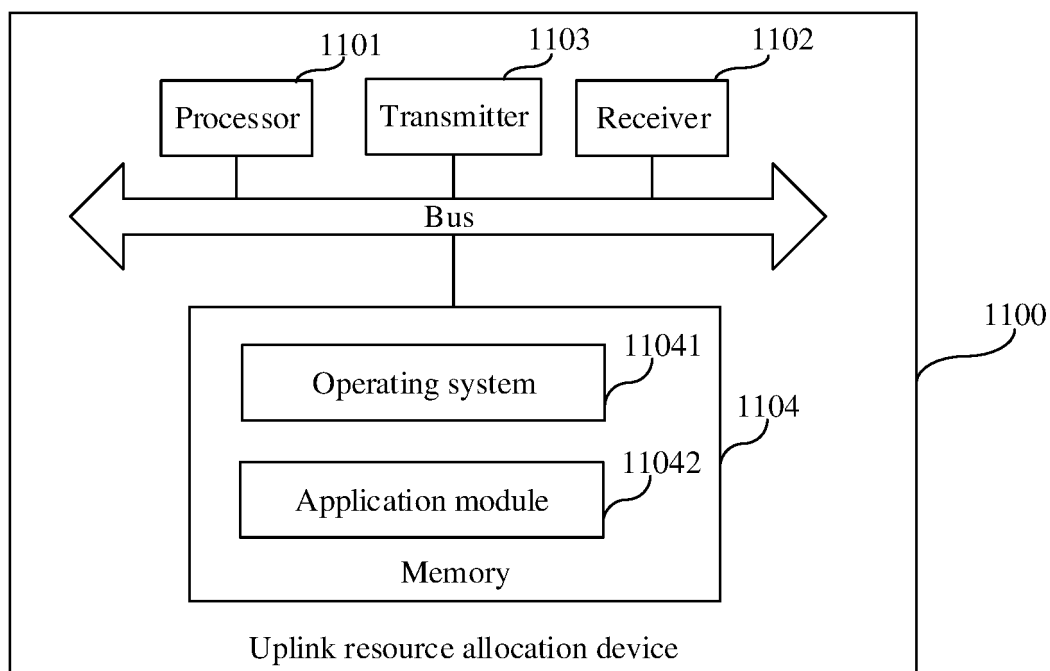 1101
1103
1102
Processor
Transmitter
Receiver
Bus
1100
11041
Operating system
1104
11042
Application module
Memory
Uplink resource allocation device